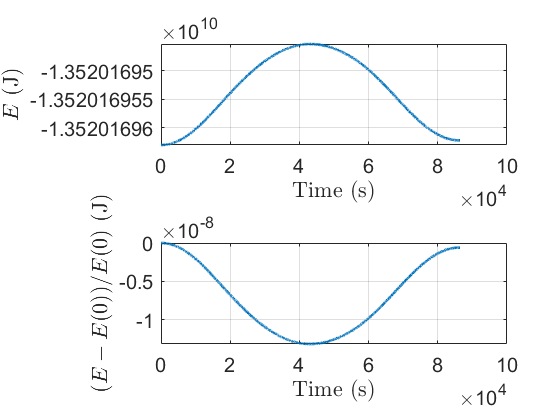 ×10^10
E (J)
-1.35201695
-1.352016955
-1.35201696
0 2 4 6 8 10
Time (s)
×10^4
×10^-8
(E − E(0))/E(0) (J)
0
-0.5
-1
0 2 4 6 8 10
Time (s)
×10^4